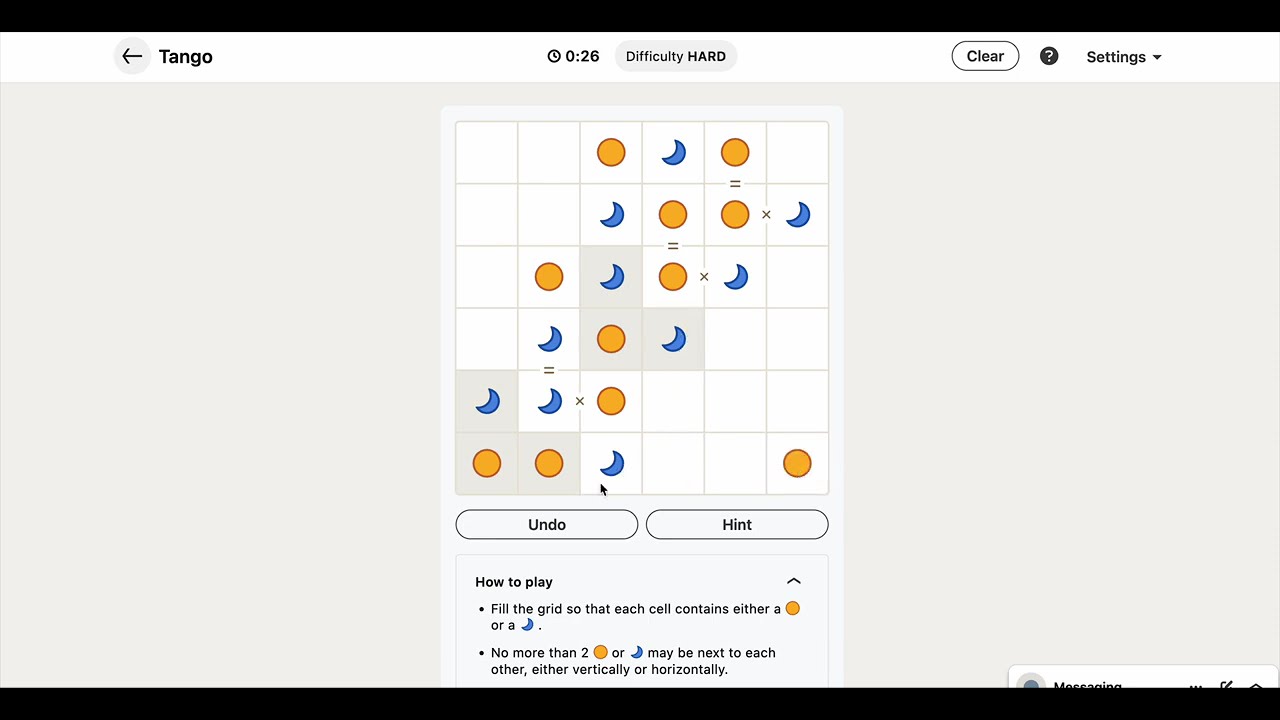 Tango
0:26
Difficulty HARD
Clear
?
Settings
=
×
=
×
=
×
Undo
Hint
How to play
• Fill the grid so that each cell contains either a
or a .
• No more than 2 or may be next to each
other, either vertically or horizontally.
Messaging